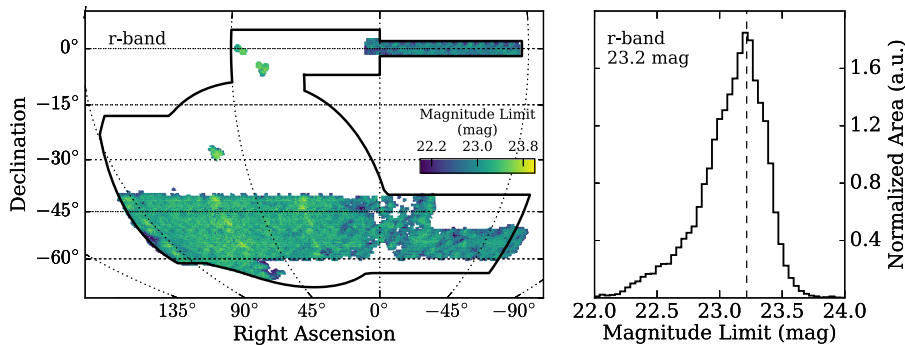 r-band
0°
−15°
−30°
−45°
−60°
Declination
Magnitude Limit
(mag)
22.2 23.0 23.8
135° 90° 45° 0° −45° −90°
Right Ascension
r-band
23.2 mag
1.6
1.2
0.8
0.4
Normalized Area (a.u.)
22.0 22.5 23.0 23.5 24.0
Magnitude Limit (mag)